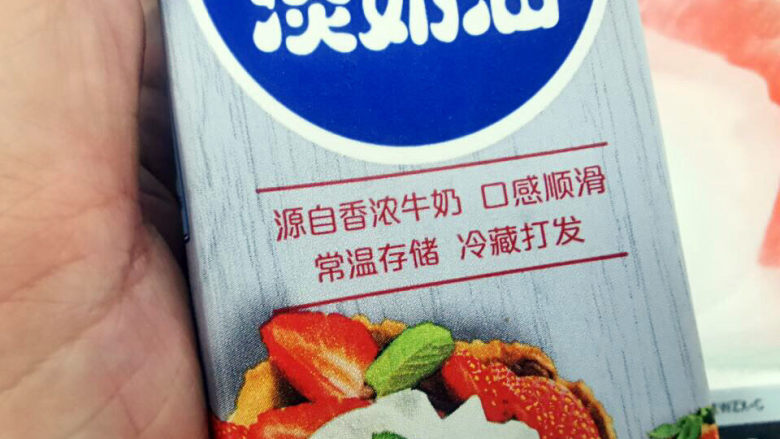 淡奶油
源自香浓牛奶 口感顺滑
常温存储 冷藏打发